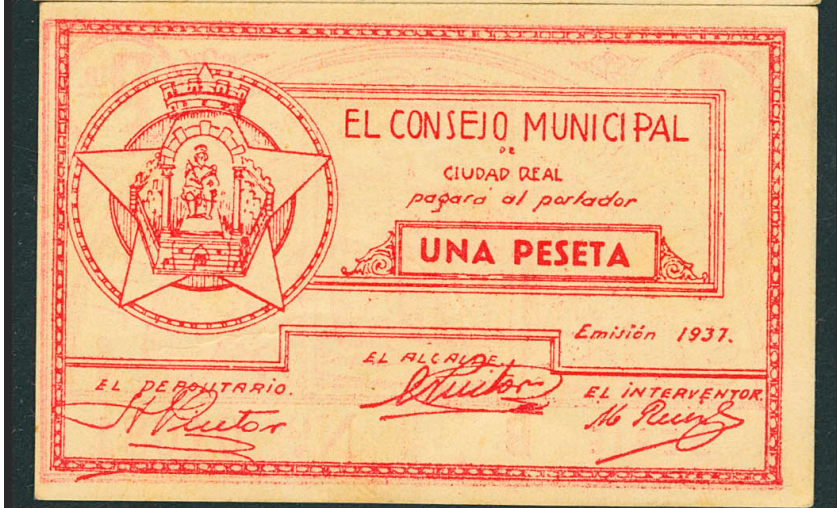 EL CONSEJO MUNICIPAL
DE
CIUDAD REAL
pagará al portador
UNA PESETA
Emisión 1937.
EL ALCALDE,
EL DEPOSITARIO.
EL INTERVENTOR.